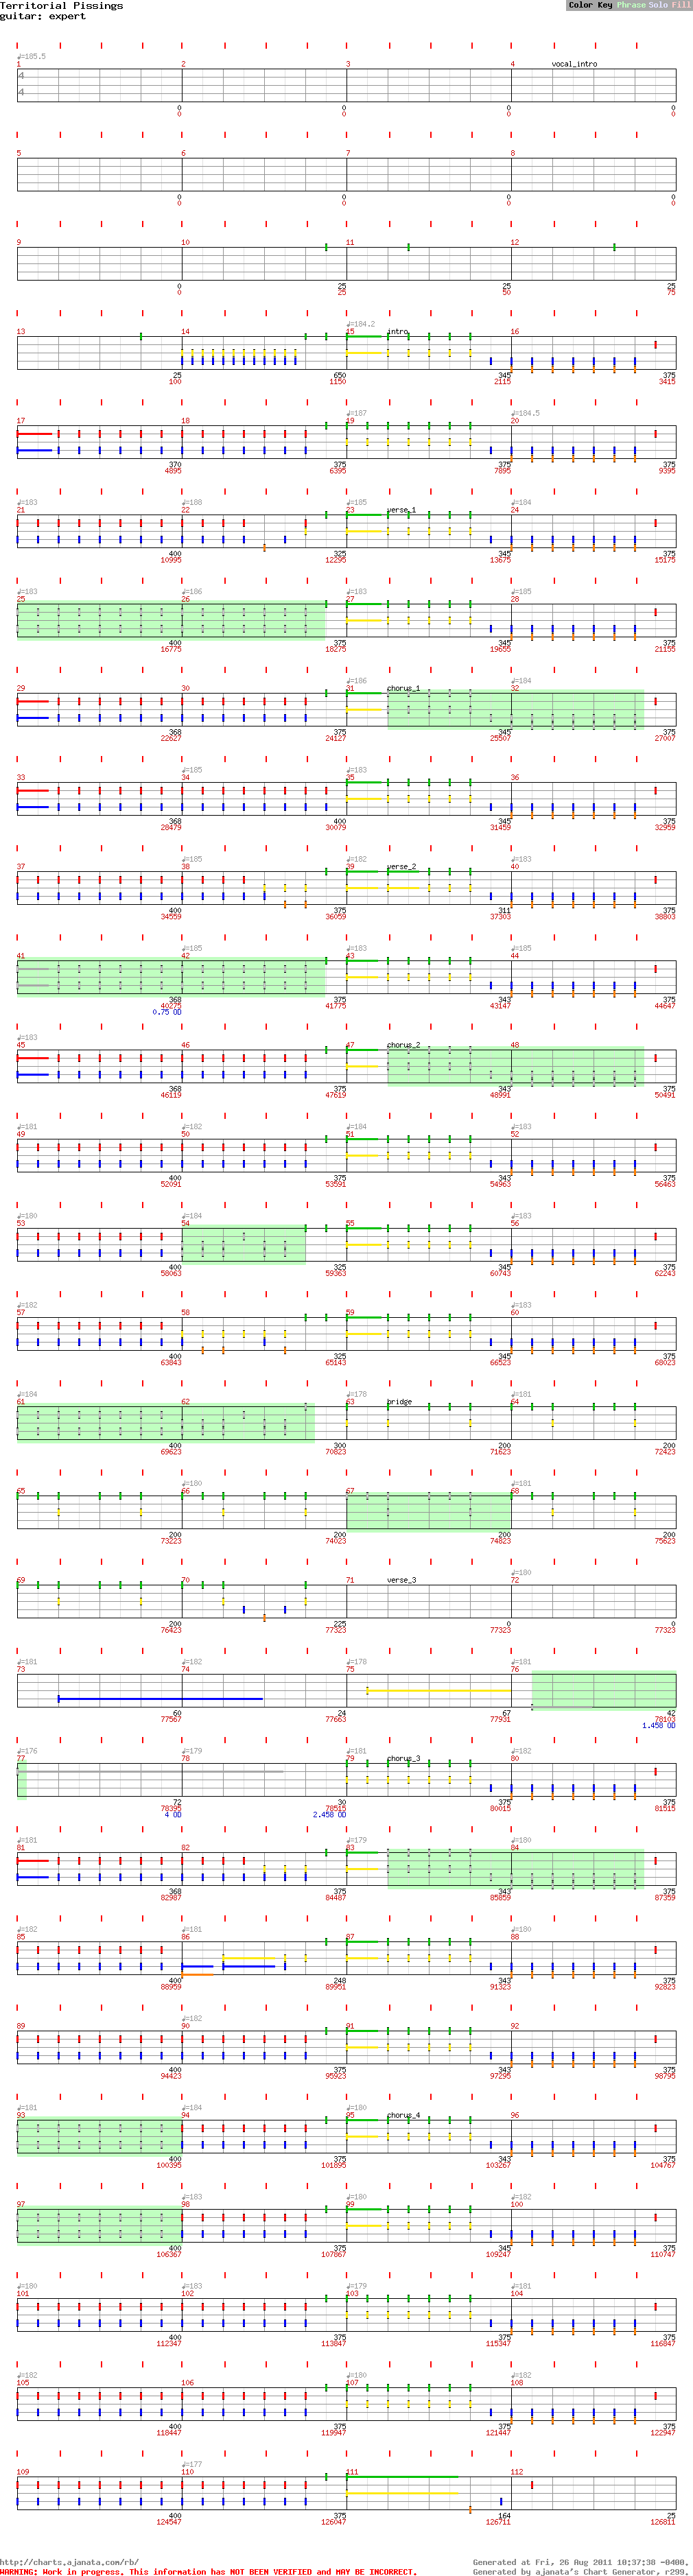 Territorial Pissings
Color Key Phrase Solo Fill
guitar: expert
♩=185.5
1 2 3 4 vocal_intro
4
4
0 0 0 0
0 0 0 0
5 6 7 8
0 0 0 0
0 0 0 0
9 10 11 12
0 25 25 25
0 25 50 75
♩=184.2
13 14 15 intro 16
25 650 345 375
100 1150 2115 3415
♩=187 ♩=184.5
17 18 19 20
370 375 375 375
4895 6395 7895 9395
♩=183 ♩=188 ♩=185 ♩=184
21 22 23 verse_1 24
400 325 345 375
10995 12295 13675 15175
♩=183 ♩=186 ♩=183 ♩=185
25 26 27 28
400 375 345 375
16775 18275 19655 21155
♩=186 ♩=184
29 30 31 chorus_1 32
368 375 345 375
22627 24127 25507 27007
♩=185 ♩=183
33 34 35 36
368 400 345 375
28479 30079 31459 32959
♩=185 ♩=182 ♩=183
37 38 39 verse_2 40
400 375 311 375
34559 36059 37303 38803
♩=185 ♩=183 ♩=185
41 42 43 44
368 375 343 375
40275 41775 43147 44647
0.75 OD
♩=183
45 46 47 chorus_2 48
368 375 343 375
46119 47619 48991 50491
♩=181 ♩=182 ♩=184 ♩=183
49 50 51 52
400 375 343 375
52091 53591 54963 56463
♩=180 ♩=184 ♩=183
53 54 55 56
400 325 345 375
58063 59363 60743 62243
♩=182 ♩=183
57 58 59 60
400 325 345 375
63843 65143 66523 68023
♩=184 ♩=178 ♩=181
61 62 63 bridge 64
400 300 200 200
69623 70823 71623 72423
♩=180 ♩=181
65 66 67 68
200 200 200 200
73223 74023 74823 75623
♩=180
69 70 71 verse_3 72
200 225 0 0
76423 77323 77323 77323
♩=181 ♩=182 ♩=178 ♩=181
73 74 75 76
60 24 67 42
77567 77663 77931 78103
1.458 OD
♩=176 ♩=179 ♩=181
77 78 79 chorus_3 80
72 30 375 375
78395 78515 80015 81515
4 OD 2.458 OD
♩=181 ♩=179 ♩=180
81 82 83 84
368 375 343 375
82987 84487 85859 87359
♩=182 ♩=181 ♩=180
85 86 87 88
400 248 343 375
88959 89951 91323 92823
♩=182
89 90 91 92
400 375 343 375
94423 95923 97295 98795
♩=181 ♩=184 ♩=180
93 94 95 chorus_4 96
400 375 343 375
100395 101895 103267 104767
♩=183 ♩=180 ♩=182
97 98 99 100
400 375 345 375
106367 107867 109247 110747
♩=180 ♩=183 ♩=179 ♩=181
101 102 103 104
400 375 375 375
112347 113847 115347 116847
♩=182 ♩=180 ♩=182
105 106 107 108
400 375 375 375
118447 119947 121447 122947
♩=177
109 110 111 112
400 375 164 25
124547 126047 126711 126811
http://charts.ajanata.com/rb/
Generated at Fri, 26 Aug 2011 10:37:38 -0400.
WARNING: Work in progress. This information has NOT BEEN VERIFIED and MAY BE INCORRECT.
Generated by ajanata's Chart Generator, r299.